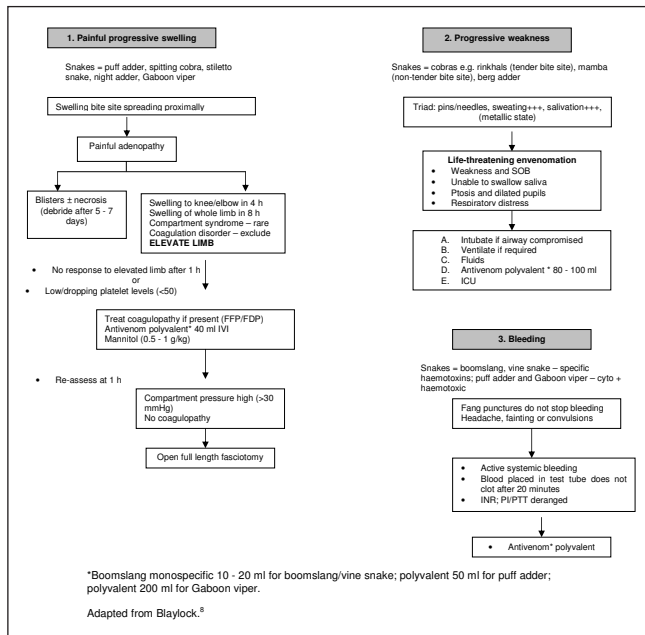 1. Painful progressive swelling
Snakes = puff adder, spitting cobra, stiletto
snake, night adder, Gaboon viper
Swelling bite site spreading proximally
Painful adenopathy
Blisters ± necrosis
(debride after 5 - 7
days)
Swelling to knee/elbow in 4 h
Swelling of whole limb in 8 h
Compartment syndrome – rare
Coagulation disorder – exclude
ELEVATE LIMB
• No response to elevated limb after 1 h
or
• Low/dropping platelet levels (<50)
Treat coagulopathy if present (FFP/FDP)
Antivenom polyvalent* 40 ml IVI
Mannitol (0.5 - 1 g/kg)
• Re-assess at 1 h
Compartment pressure high (>30
mmHg)
No coagulopathy
Open full length fasciotomy
2. Progressive weakness
Snakes = cobras e.g. rinkhals (tender bite site), mamba
(non-tender bite site), berg adder
Triad: pins/needles, sweating+++, salivation+++,
(metallic state)
Life-threatening envenomation
• Weakness and SOB
• Unable to swallow saliva
• Ptosis and dilated pupils
• Respiratory distress
A. Intubate if airway compromised
B. Ventilate if required
C. Fluids
D. Antivenom polyvalent * 80 - 100 ml
E. ICU
3. Bleeding
Snakes = boomslang, vine snake – specific
haemotoxins; puff adder and Gaboon viper – cyto +
haemotoxic
Fang punctures do not stop bleeding
Headache, fainting or convulsions
• Active systemic bleeding
• Blood placed in test tube does not
clot after 20 minutes
• INR; PI/PTT deranged
• Antivenom* polyvalent
*Boomslang monospecific 10 - 20 ml for boomslang/vine snake; polyvalent 50 ml for puff adder;
polyvalent 200 ml for Gaboon viper.
Adapted from Blaylock.8